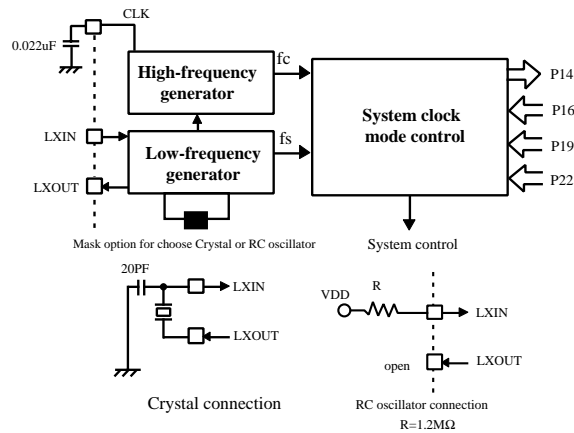 CLK
0.022uF
High-frequency
generator
fc
LXIN
Low-frequency
generator
fs
LXOUT
System clock
mode control
P14
P16
P19
P22
Mask option for choose Crystal or RC oscillator
System control
20PF
LXIN
LXOUT
Crystal connection
VDD
R
LXIN
open
LXOUT
RC oscillator connection
R=1.2MΩ